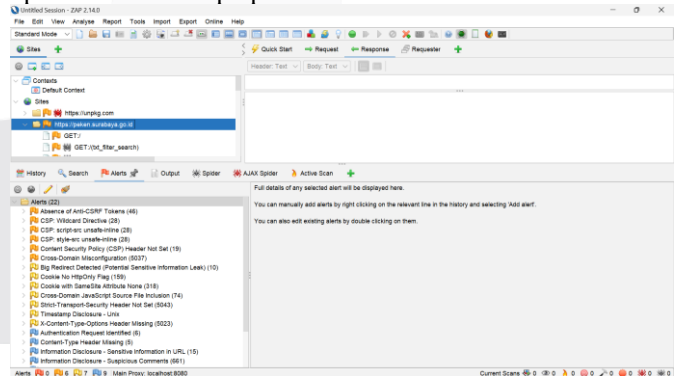 Untitled Session - ZAP 2.14.0
File Edit View Analyse Report Tools Import Export Online Help
Standard Mode
Sites
Quick Start Request Response Requester
Header: Text Body: Text
Contexts
Default Context
Sites
https://unpkg.com
https://peken.surabaya.go.id
GET:/
GET:/(txt_filter_search)
History Search Alerts Output Spider AJAX Spider Active Scan
Alerts (22)
Absence of Anti-CSRF Tokens (46)
CSP: Wildcard Directive (28)
CSP: script-src unsafe-inline (28)
CSP: style-src unsafe-inline (28)
Content Security Policy (CSP) Header Not Set (19)
Cross-Domain Misconfiguration (5037)
Big Redirect Detected (Potential Sensitive Information Leak) (10)
Cookie No HttpOnly Flag (159)
Cookie with SameSite Attribute None (318)
Cross-Domain JavaScript Source File Inclusion (74)
Strict-Transport-Security Header Not Set (5043)
Timestamp Disclosure - Unix
X-Content-Type-Options Header Missing (5023)
Authentication Request Identified (6)
Content-Type Header Missing (5)
Information Disclosure - Sensitive Information in URL (15)
Information Disclosure - Suspicious Comments (661)
Full details of any selected alert will be displayed here.
You can manually add alerts by right clicking on the relevant line in the history and selecting 'Add alert'.
You can also edit existing alerts by double clicking on them.
Alerts 0 6 7 9 Main Proxy: localhost:8080
Current Scans 0 0 0 0 0 0 0 0